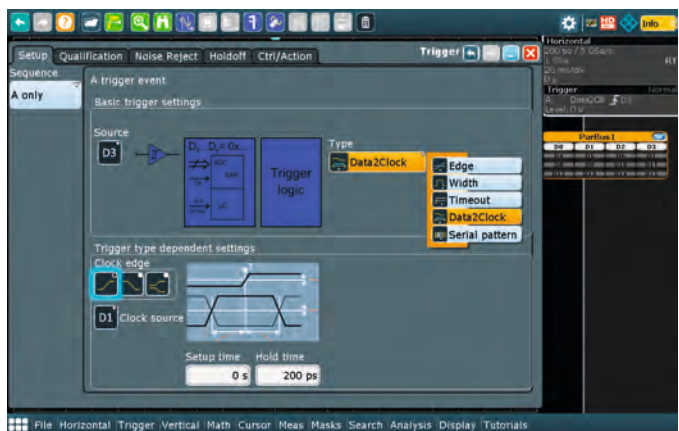 Info
Horizontal
RT
Setup Qualification Noise Reject Holdoff Ctrl/Action
Trigger
Sequence
A only
A trigger event
Basic trigger settings
Source
D3
Trigger
logic
Type
Data2Clock
Edge
Width
Timeout
Data2Clock
Serial pattern
Trigger Normal
ParBus1
D0 D1 D2 D3
Trigger type dependent settings
Clock edge
D1 Clock source
Setup time Hold time
0 s 200 ps
File Horizontal Trigger Vertical Math Cursor Meas Masks Search Analysis Display Tutorials